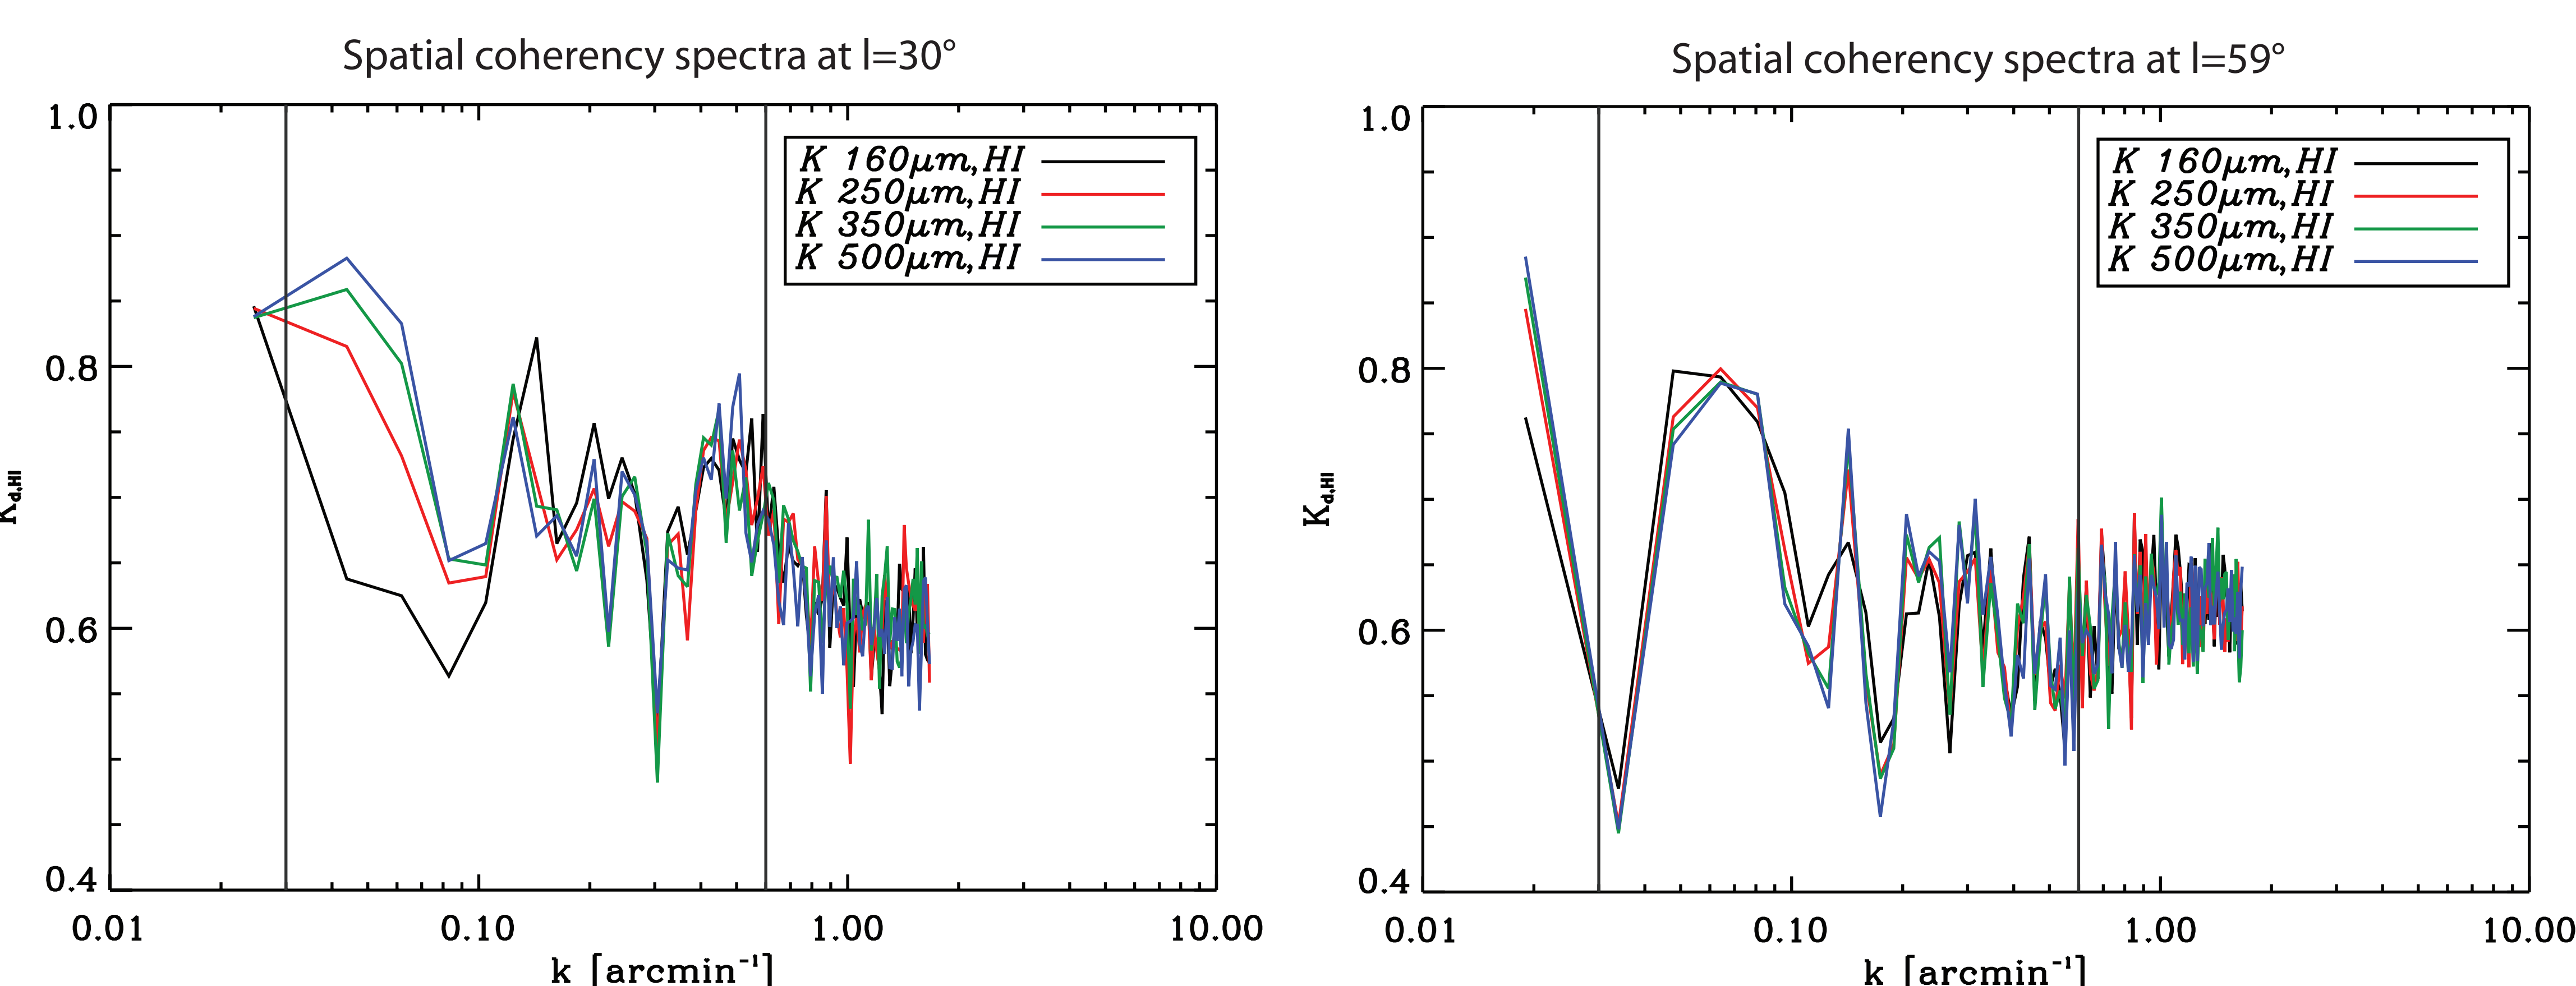 Spatial coherency spectra at l=30°
1.0
0.8
0.6
0.4
K 160μm,HI
K 250μm,HI
K 350μm,HI
K 500μm,HI
K d,HI
0.01 0.10 1.00 10.00
k [arcmin⁻¹]
Spatial coherency spectra at l=59°
1.0
0.8
0.6
0.4
K 160μm,HI
K 250μm,HI
K 350μm,HI
K 500μm,HI
K d,HI
0.01 0.10 1.00 10.00
k [arcmin⁻¹]